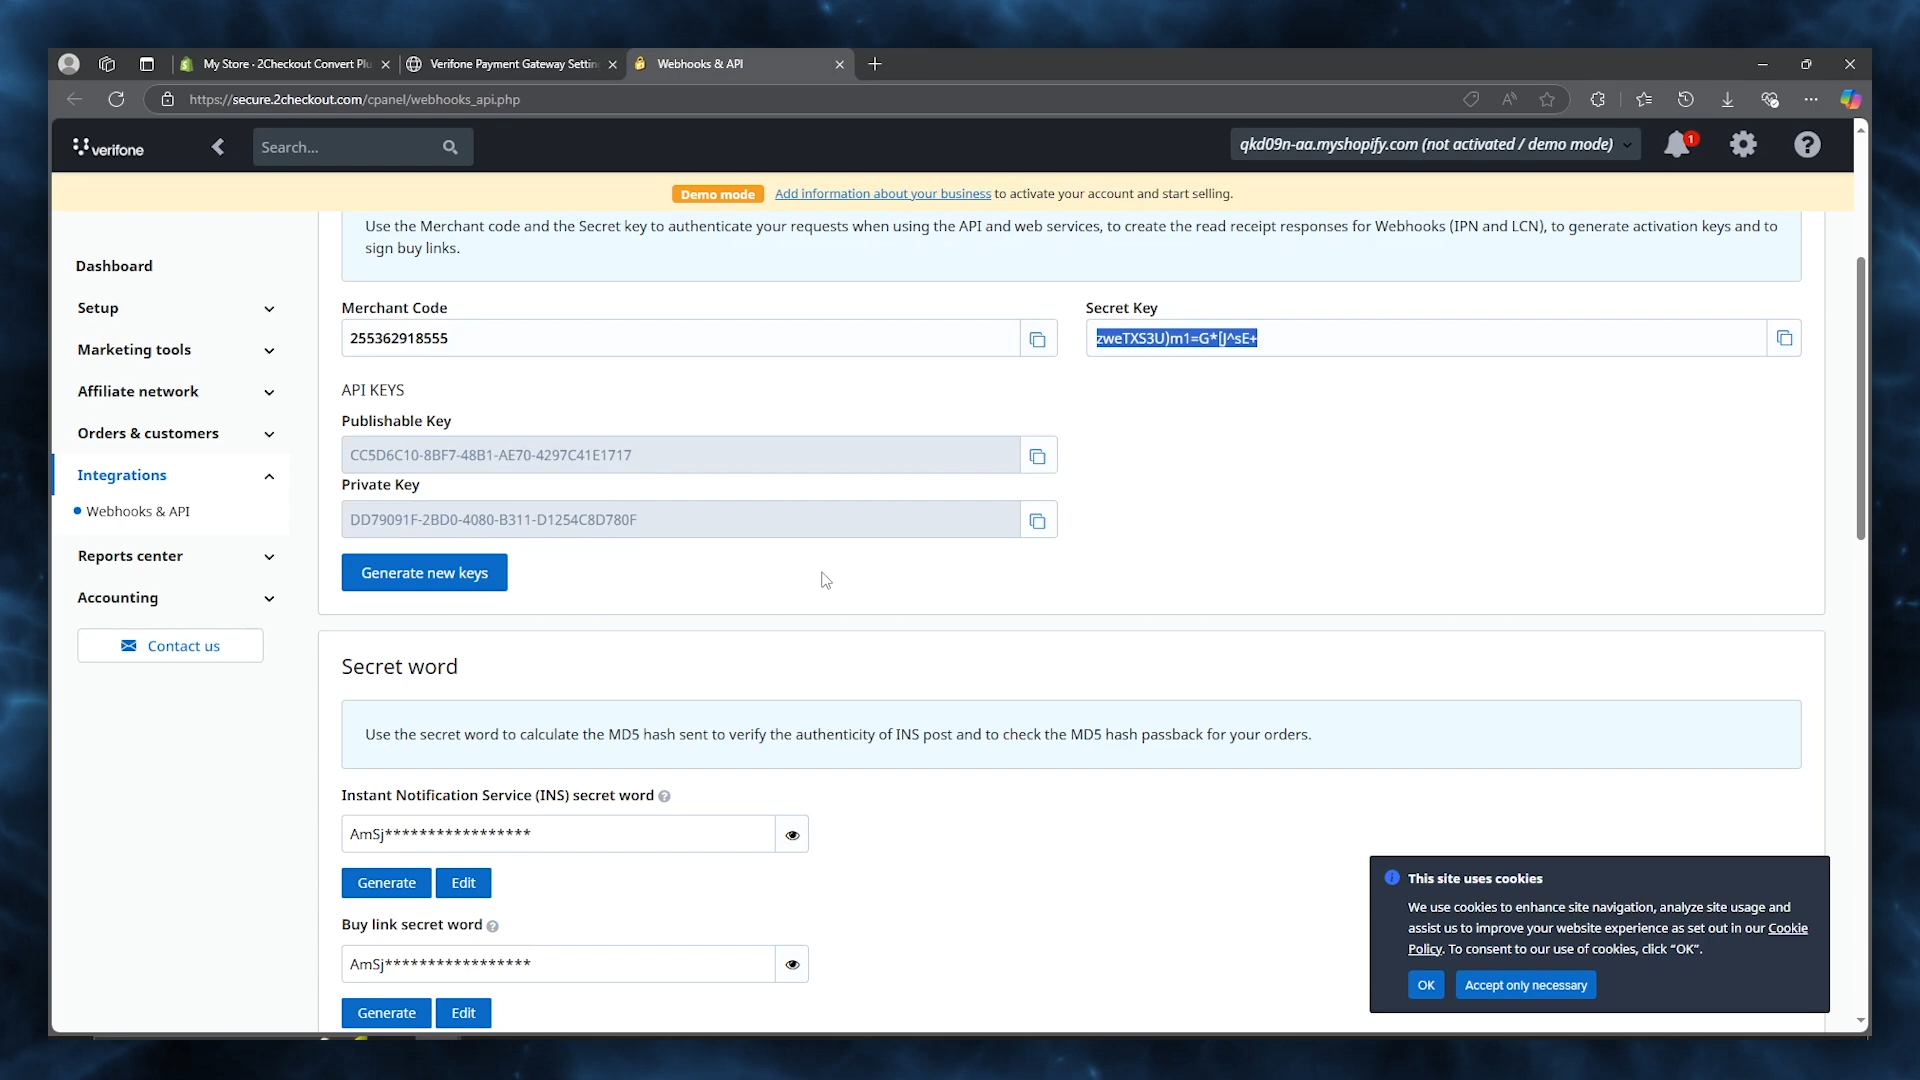 My Store · 2Checkout Convert Plu
Verifone Payment Gateway Settin
Webhooks & API
https://secure.2checkout.com/cpanel/webhooks_api.php
verifone
Search...
qkd09n-aa.myshopify.com (not activated / demo mode)
1
Demo mode Add information about your business to activate your account and start selling.
Use the Merchant code and the Secret key to authenticate your requests when using the API and web services, to create the read receipt responses for Webhooks (IPN and LCN), to generate activation keys and to
sign buy links.
Dashboard
Setup
Marketing tools
Affiliate network
Orders & customers
Integrations
Webhooks & API
Reports center
Accounting
Contact us
Merchant Code
255362918555
Secret Key
zweTXS3U)m1=G*[J^sE+
API KEYS
Publishable Key
CC5D6C10-8BF7-48B1-AE70-4297C41E1717
Private Key
DD79091F-2BD0-4080-B311-D1254C8D780F
Generate new keys
Secret word
Use the secret word to calculate the MD5 hash sent to verify the authenticity of INS post and to check the MD5 hash passback for your orders.
Instant Notification Service (INS) secret word
AmSj*****************
Generate Edit
Buy link secret word
AmSj*****************
Generate Edit
This site uses cookies
We use cookies to enhance site navigation, analyze site usage and
assist us to improve your website experience as set out in our Cookie
Policy. To consent to our use of cookies, click "OK".
OK Accept only necessary